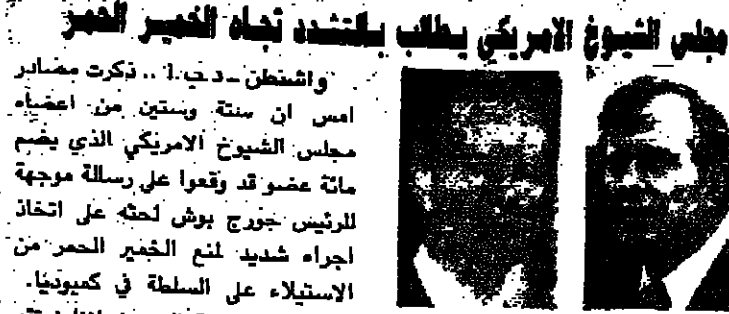 مجلس الشيوخ الامريكي يطالب بالتشدد تجاه الخمير الحمر
واشنطن - د ب ا .. ذكرت مصادر
امس ان ستة وستين من اعضاء
مجلس الشيوخ الامريكي الذي يضم
مائة عضو قد وقعوا على رسالة موجهة
للرئيس جورج بوش لحثه على اتخاذ
اجراء شديد لمنع الخمير الحمر من
الاستيلاء على السلطة في كمبوديا.